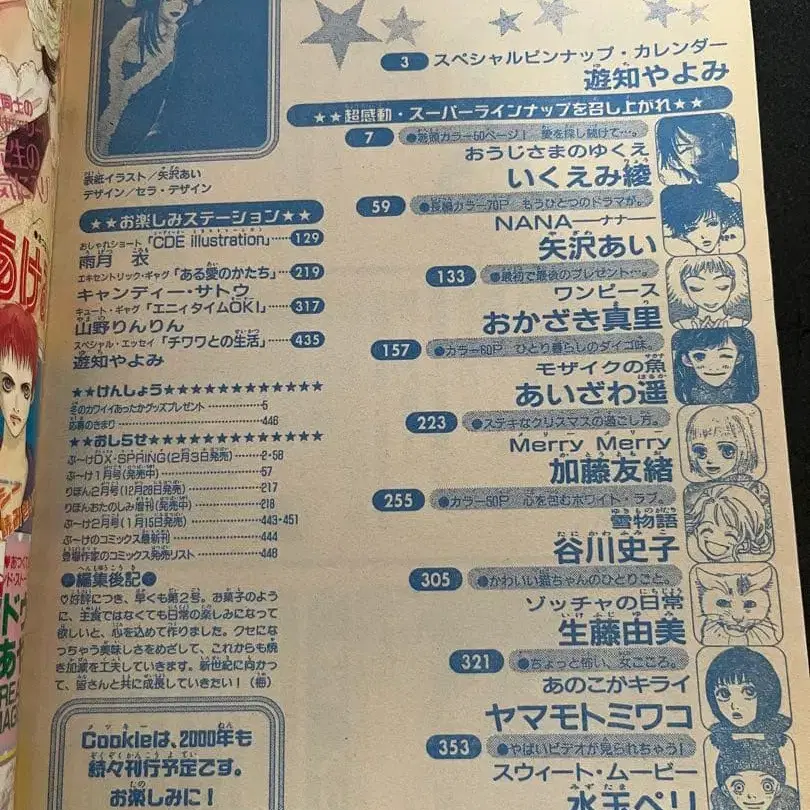 3 スペシャルピンナップ・カレンダー
遊知やよみ
★★超感動・スーパーラインナップを召し上がれ★★
7 ●巻頭カラー60ページ! 愛を探し続けて…。
おうじさまのゆくえ
いくえみ綾
59 ●長編カラー70P もうひとつのドラマが。
NANA―ナナ―
矢沢あい
133 ●最初で最後のプレゼント…。
ワンピース
おかざき真里
157 ●カラー60P ひとり暮らしのダイゴ味。
モザイクの魚
あいざわ遥
223 ●ステキなクリスマスの過ごし方。
Merry Merry
加藤友緒
255 ●カラー50P 心を包むホワイト・ラブ。
雪物語
谷川史子
305 ●かわいい猫ちゃんのひとりごと。
ゾッチャの日常
生藤由美
321 ●ちょっと怖い、女ごころ。
あのこがキライ
ヤマモトミワコ
353 ●やばいビデオが見られちゃう!
スウィート・ムービー
水玉ペリ
表紙イラスト/矢沢あい
デザイン/セラ・デザイン
★★お楽しみステーション★★
おしゃれショート「CDE illustration」……129
雨月 衣
エキセントリック・ギャグ「ある愛のかたち」…219
キャンディー・サトウ
キュート・ギャグ「エニィタイムOKI」……317
山野りんりん
スペシャル・エッセイ「チワワとの生活」……435
遊知やよみ
★★けんしょう★★★★★★★★★★★
冬のカワイイあったかグッズプレゼント……5
応募のきまり……446
★★おしらせ★★★★★★★★★★★★
ぶ〜けDX・SPRING(2月3日発売)……2・58
ぶ〜け1月号(発売中)……57
りぼん2月号(12月28日発売)……217
りぼんおたのしみ増刊(発売中)……218
ぶ〜け2月号(1月15日発売)……443・451
ぶ〜けのコミックス最新刊……444
登場作家のコミックス発売リスト……448
●編集後記●
♡好評につき、早くも第2号。お菓子のよう
に、主食ではなくても日常の楽しみになって
欲しいと、心を込めて作りました。クセにな
っちゃう美味しさをめざして、これからも焼
き加減を工夫していきます。新世紀に向かっ
て、皆さんと共に成長していきたい!(梅)
Cookieは、2000年も
続々刊行予定です。
お楽しみに!